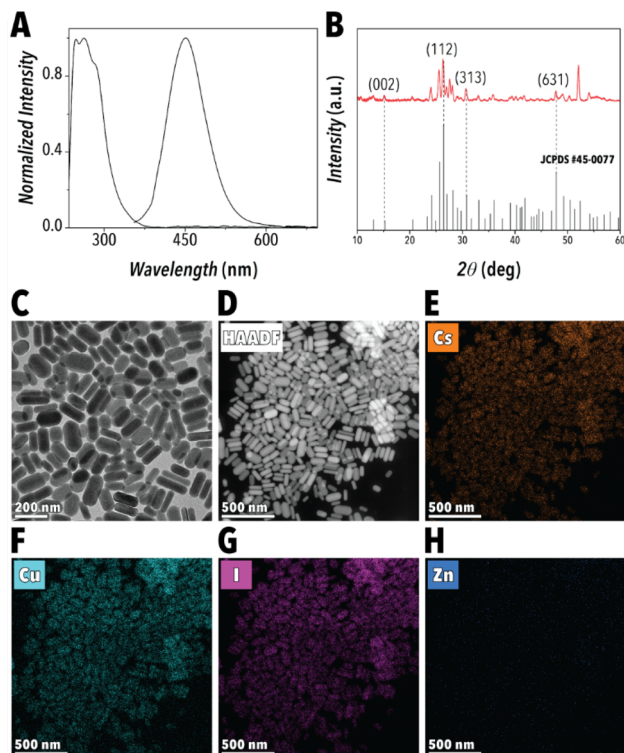 A
Normalized Intensity
0.8
0.4
0.0
300
450
600
Wavelength (nm)
B
Intensity (a.u.)
(002)
(112)
(313)
(631)
JCPDS #45-0077
10
20
30
40
50
60
2θ (deg)
C
200 nm
D
HAADF
500 nm
E
Cs
500 nm
F
Cu
500 nm
G
I
500 nm
H
Zn
500 nm